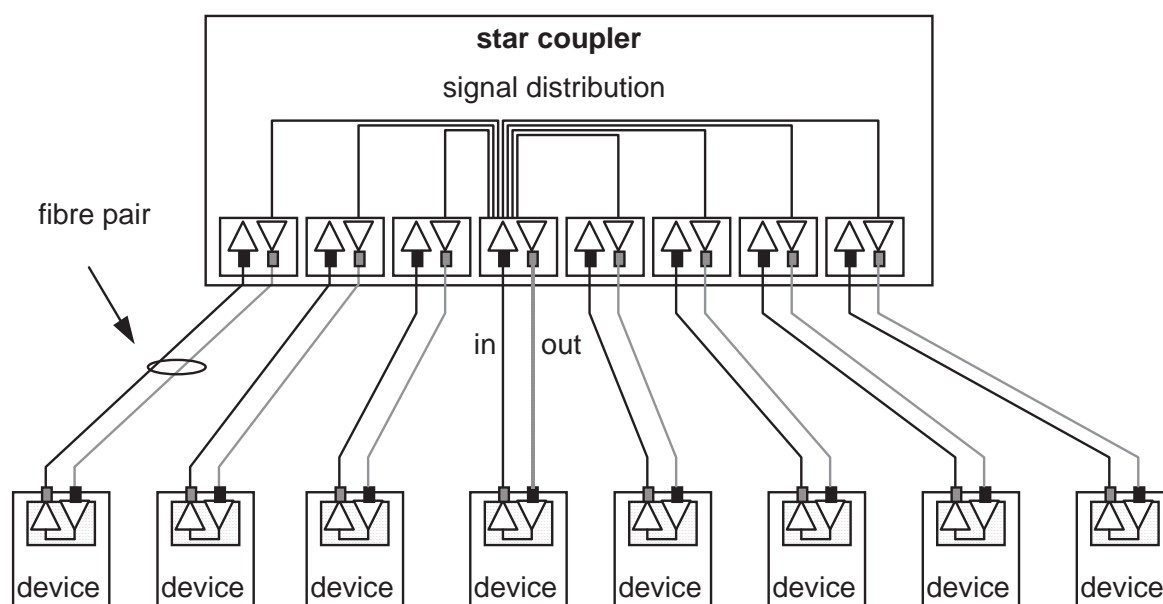 star coupler
signal distribution
fibre pair
in out
device device device device device device device device